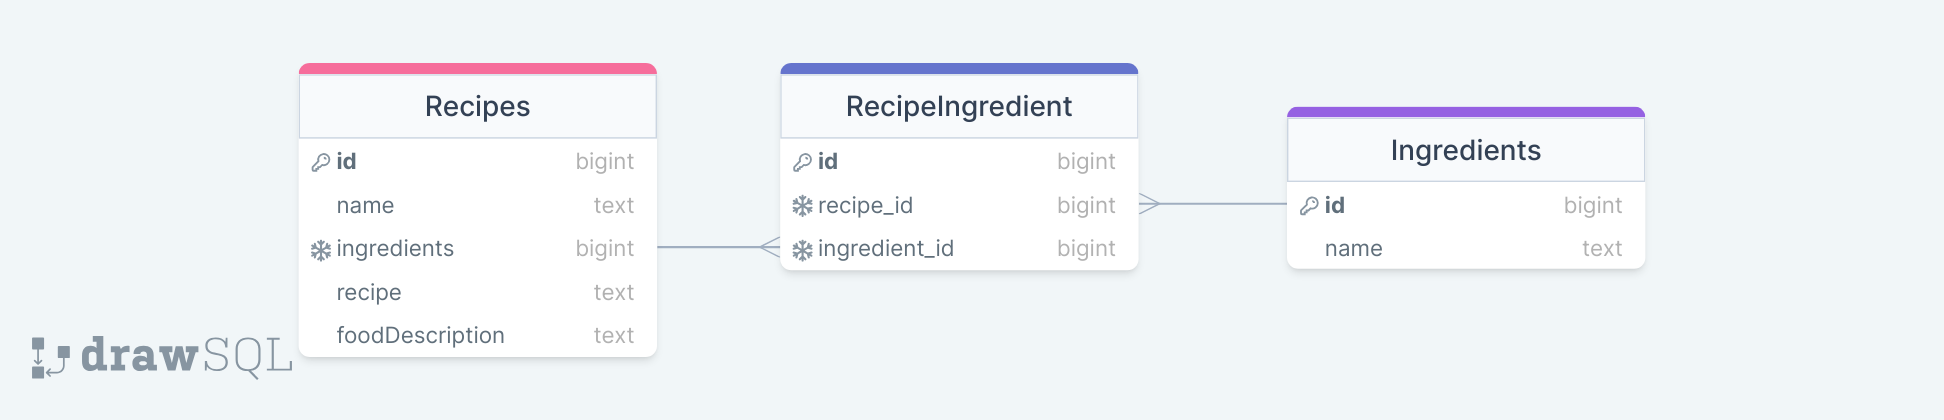 Recipes
id bigint
name text
ingredients bigint
recipe text
foodDescription text
RecipeIngredient
id bigint
recipe_id bigint
ingredient_id bigint
Ingredients
id bigint
name text
drawSQL